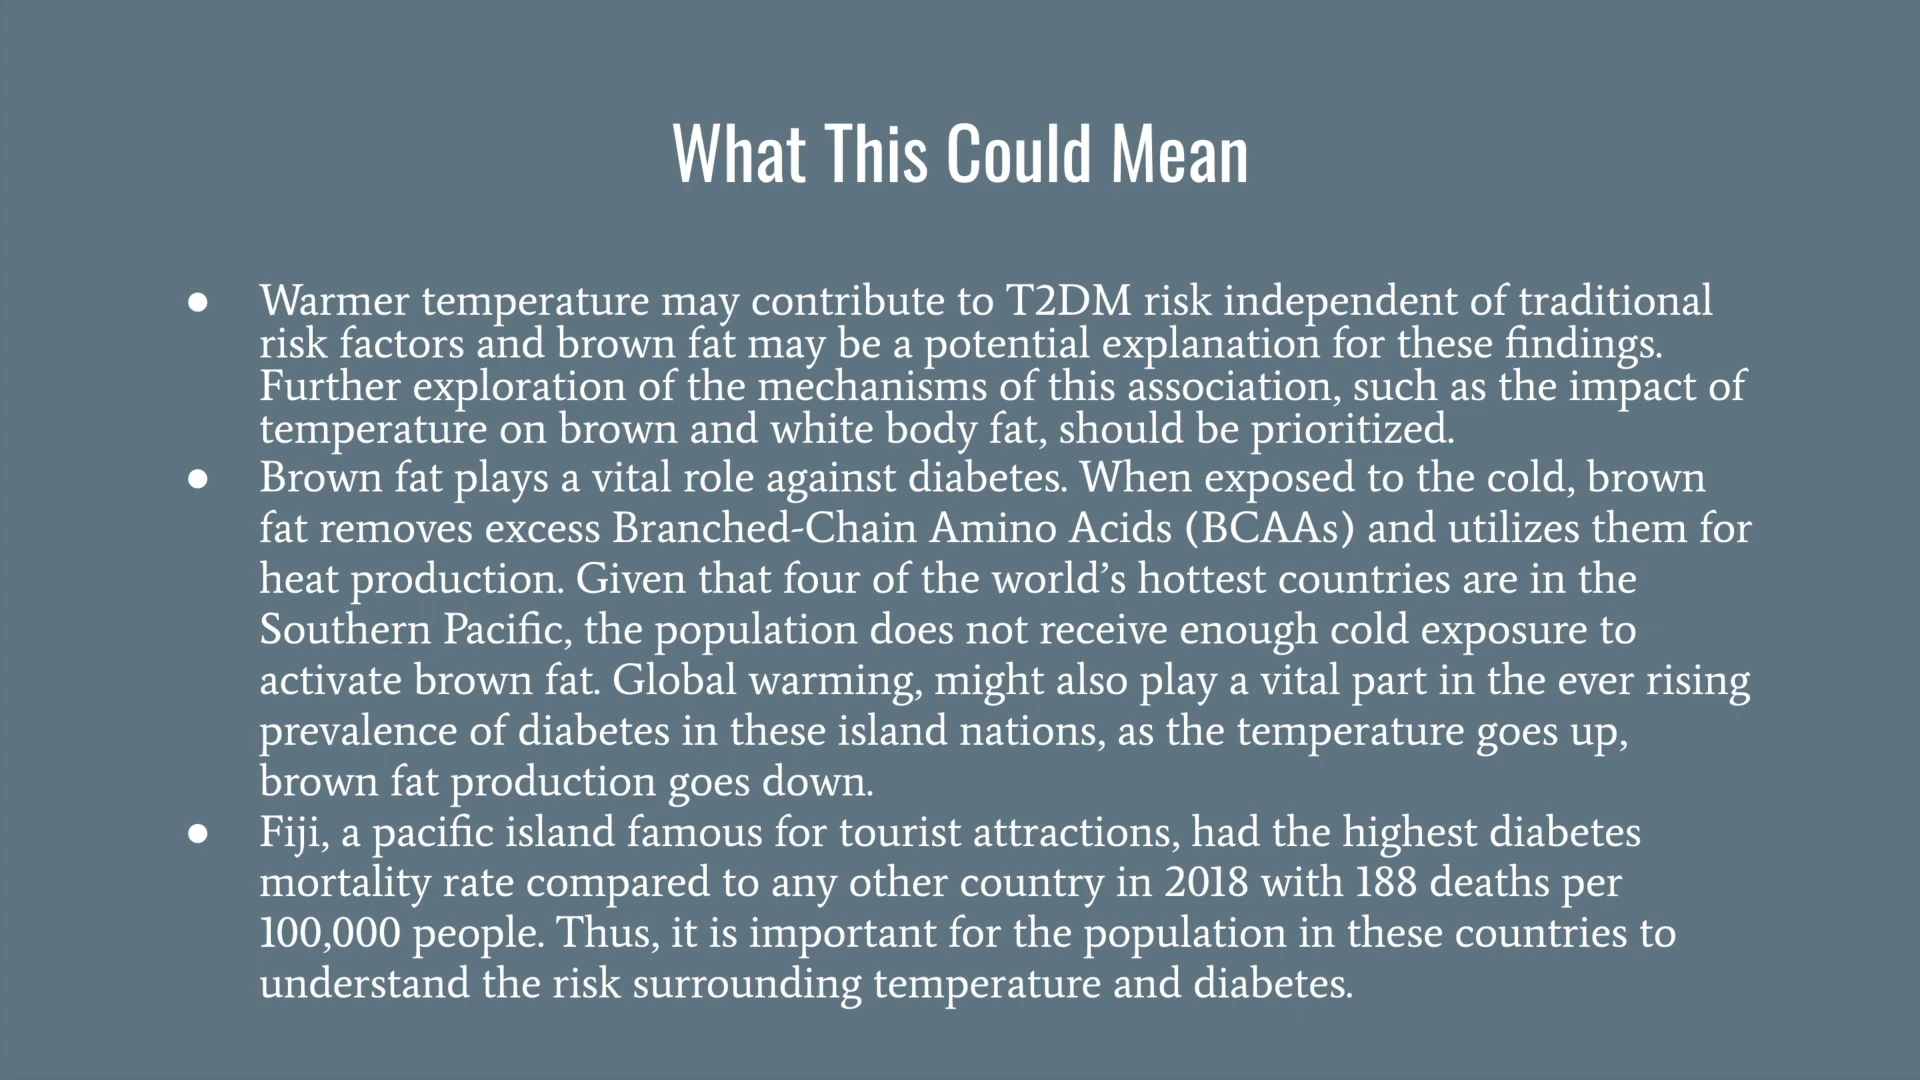 What This Could Mean
● Warmer temperature may contribute to T2DM risk independent of traditional
risk factors and brown fat may be a potential explanation for these findings.
Further exploration of the mechanisms of this association, such as the impact of
temperature on brown and white body fat, should be prioritized.
● Brown fat plays a vital role against diabetes. When exposed to the cold, brown
fat removes excess Branched-Chain Amino Acids (BCAAs) and utilizes them for
heat production. Given that four of the world’s hottest countries are in the
Southern Pacific, the population does not receive enough cold exposure to
activate brown fat. Global warming, might also play a vital part in the ever rising
prevalence of diabetes in these island nations, as the temperature goes up,
brown fat production goes down.
● Fiji, a pacific island famous for tourist attractions, had the highest diabetes
mortality rate compared to any other country in 2018 with 188 deaths per
100,000 people. Thus, it is important for the population in these countries to
understand the risk surrounding temperature and diabetes.